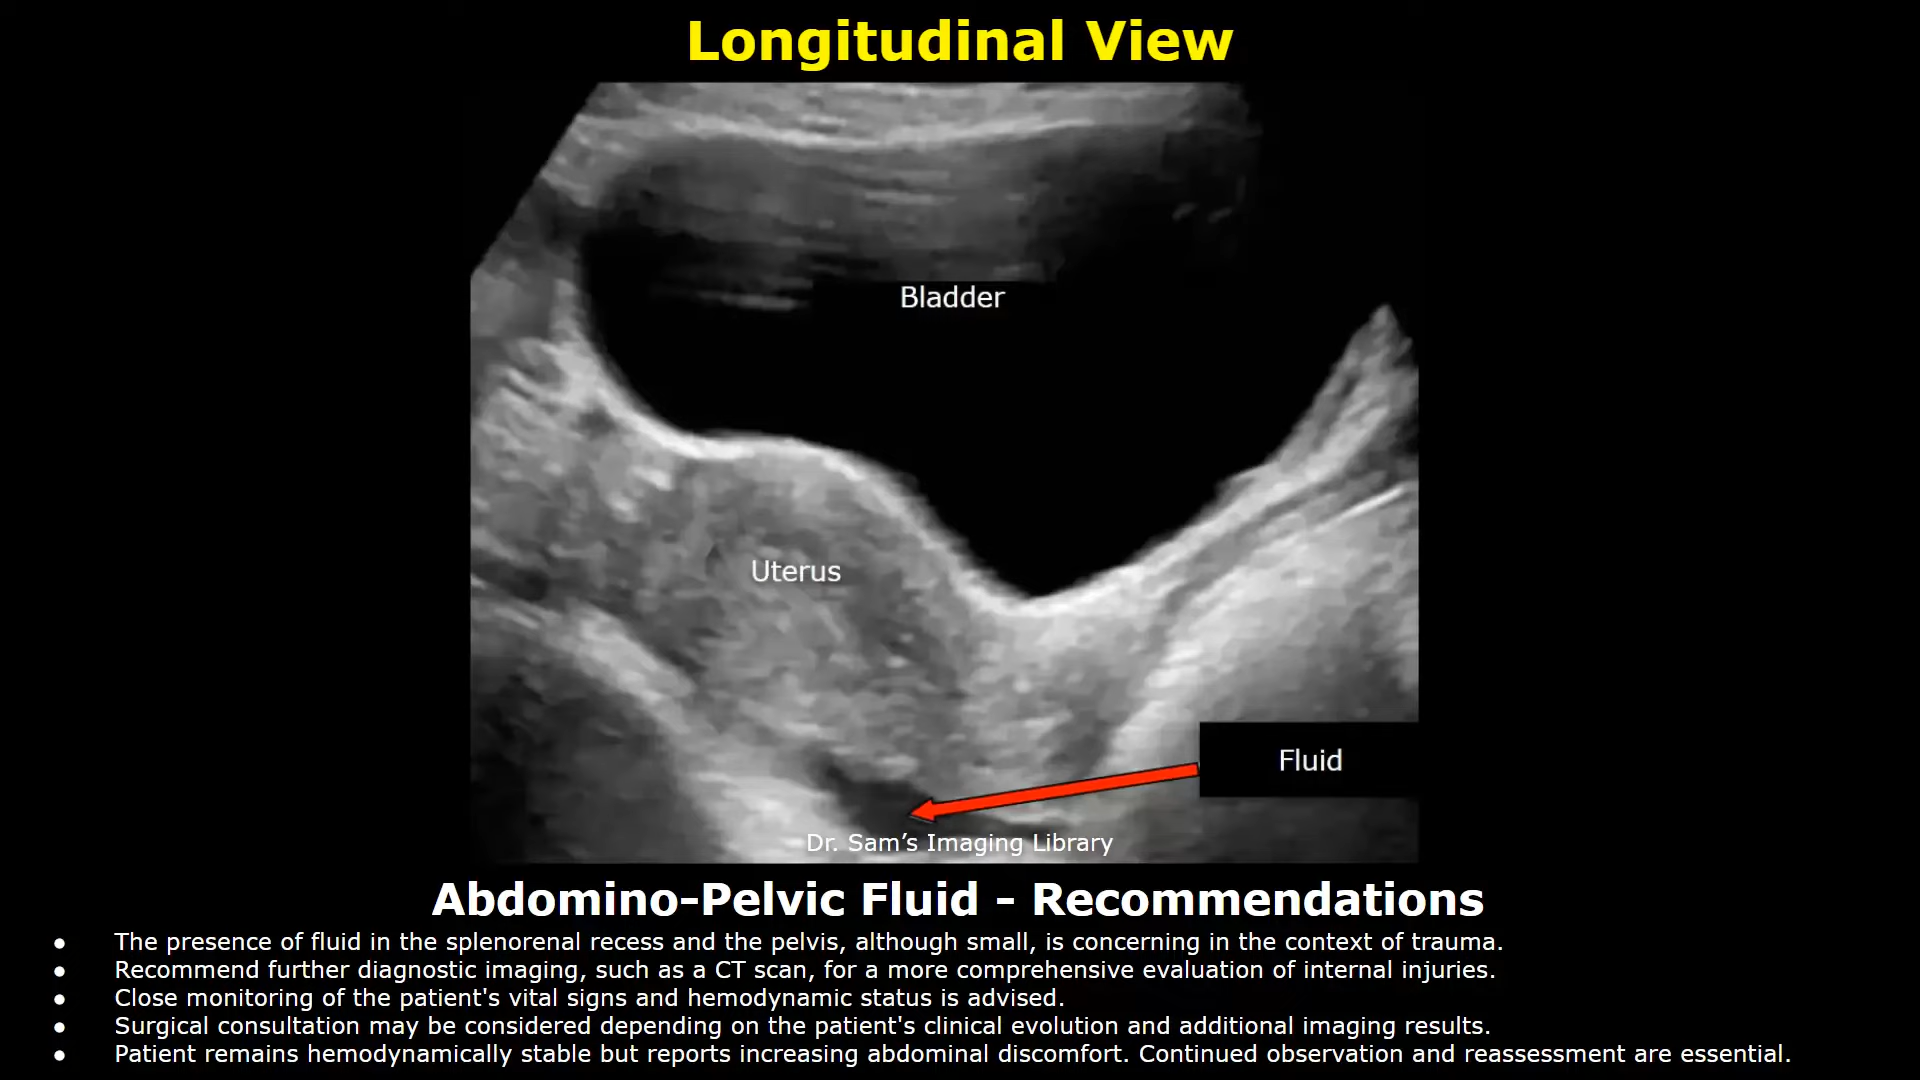 Longitudinal View
Bladder
Uterus
Fluid
Dr. Sam’s Imaging Library
Abdomino-Pelvic Fluid - Recommendations
● The presence of fluid in the splenorenal recess and the pelvis, although small, is concerning in the context of trauma.
● Recommend further diagnostic imaging, such as a CT scan, for a more comprehensive evaluation of internal injuries.
● Close monitoring of the patient's vital signs and hemodynamic status is advised.
● Surgical consultation may be considered depending on the patient's clinical evolution and additional imaging results.
● Patient remains hemodynamically stable but reports increasing abdominal discomfort. Continued observation and reassessment are essential.